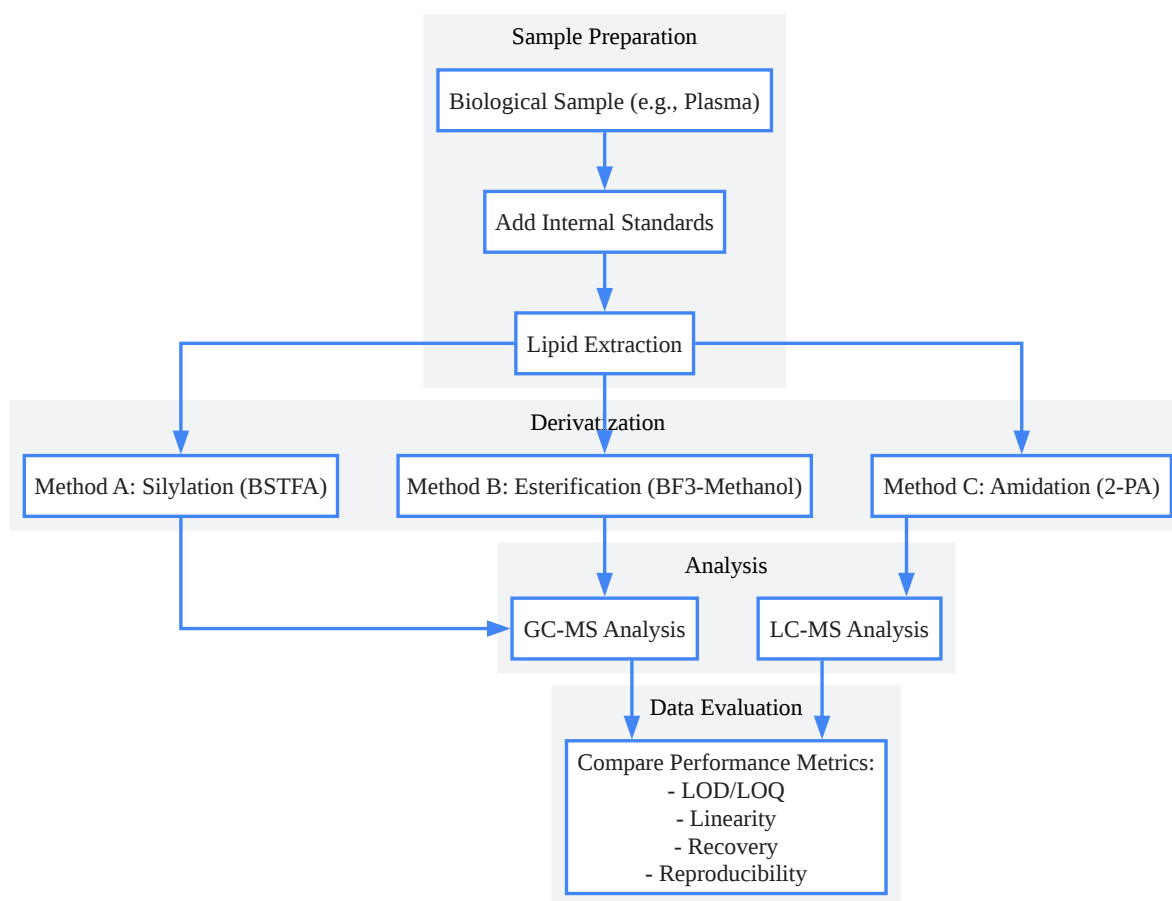 Sample Preparation
Biological Sample (e.g., Plasma)
Add Internal Standards
Lipid Extraction
Derivatization
Method A: Silylation (BSTFA)
Method B: Esterification (BF3-Methanol)
Method C: Amidation (2-PA)
Analysis
GC-MS Analysis
LC-MS Analysis
Data Evaluation
Compare Performance Metrics:
- LOD/LOQ
- Linearity
- Recovery
- Reproducibility